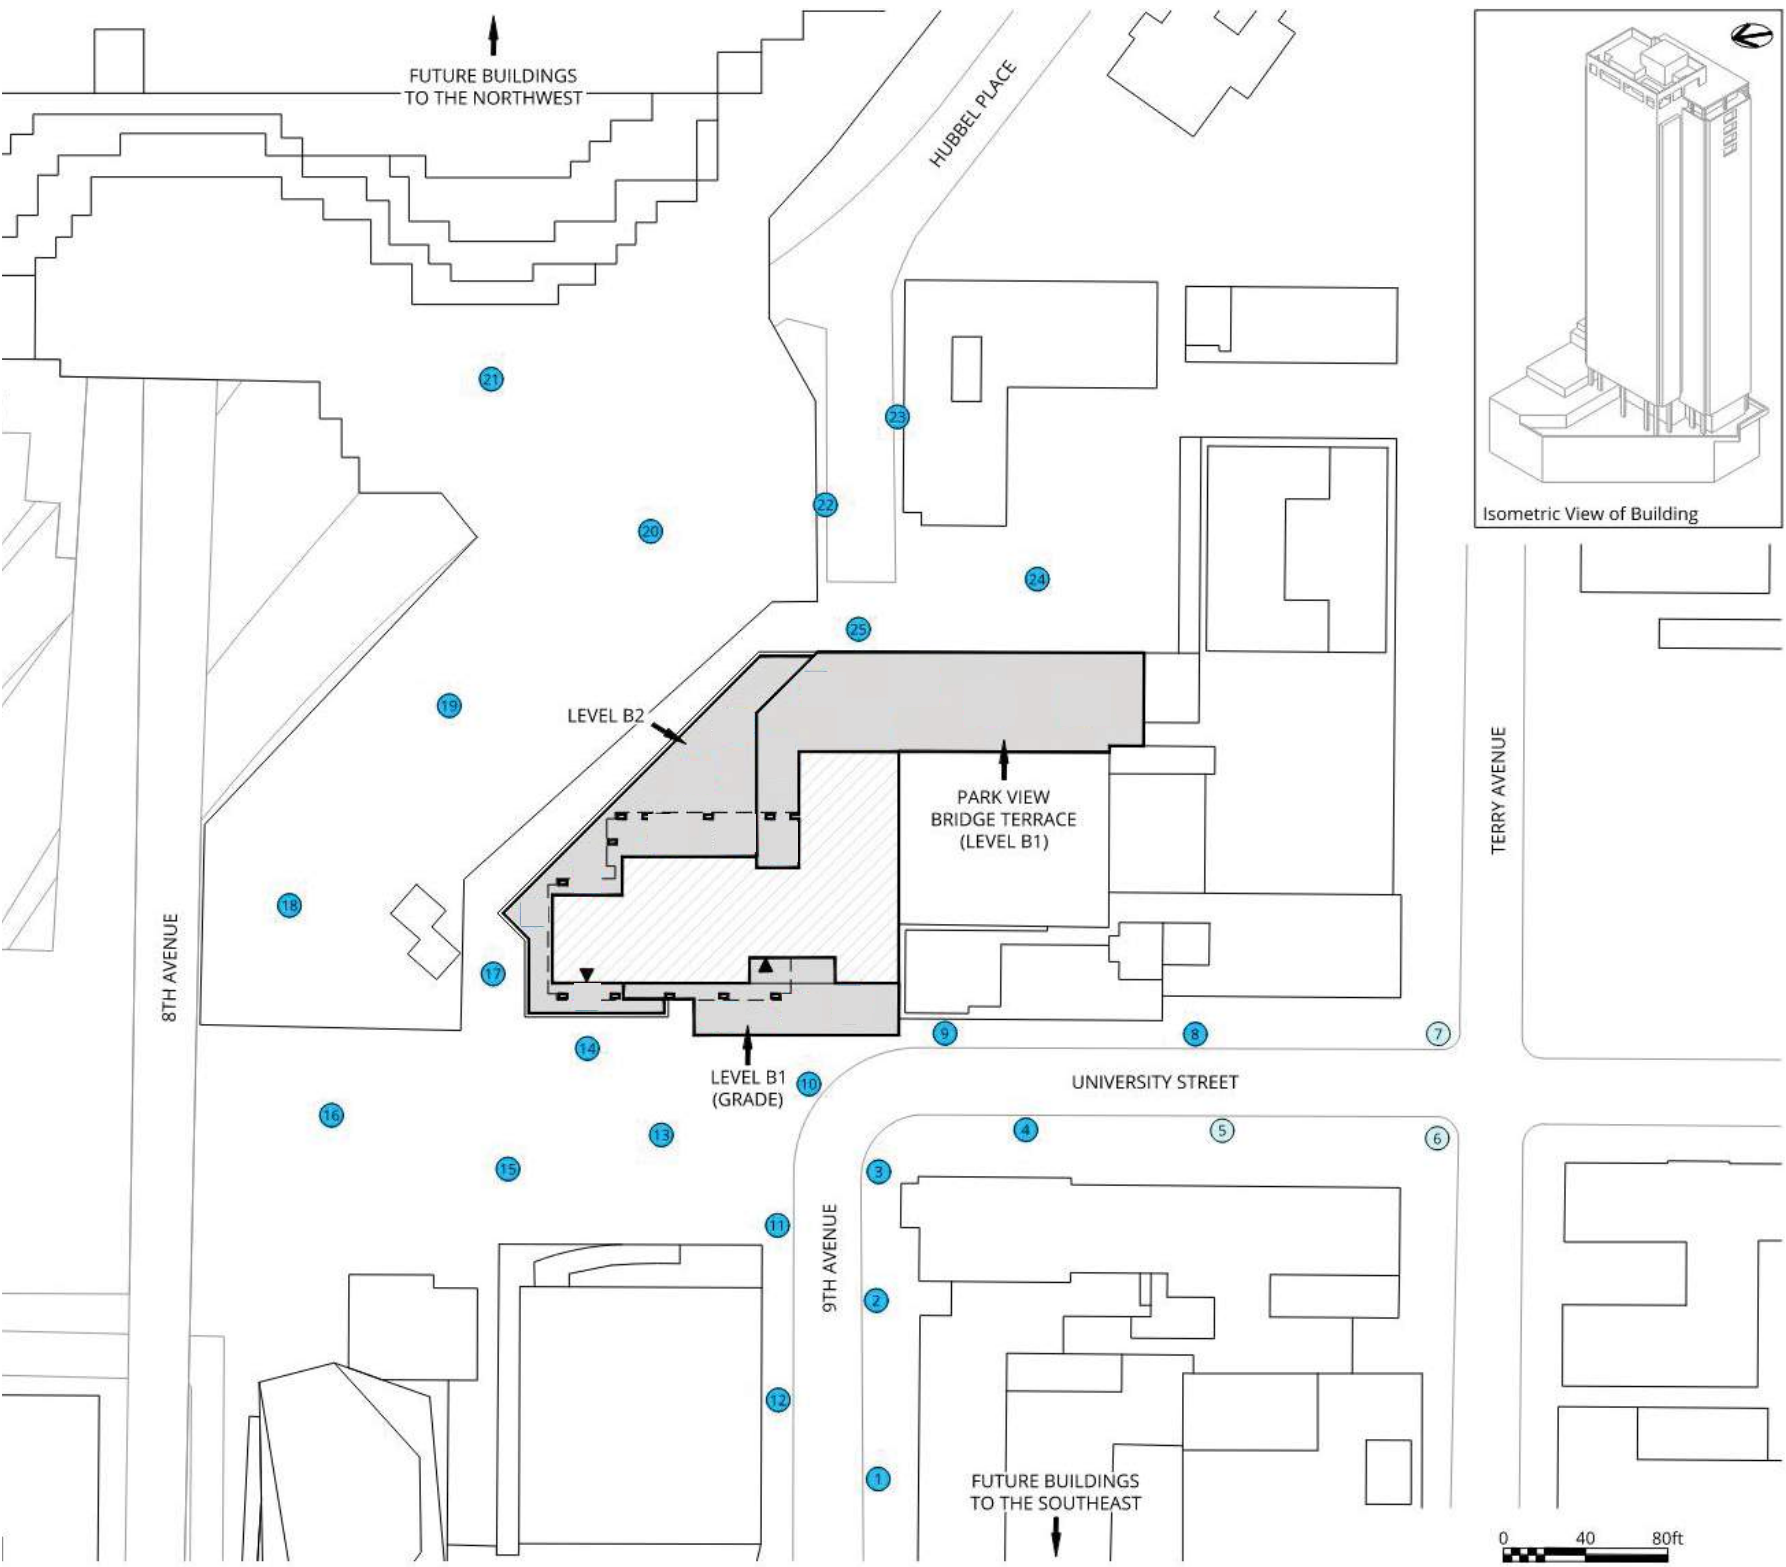 FUTURE BUILDINGS
TO THE NORTHWEST
HUBBEL PLACE
Isometric View of Building
21
23
22
20
24
25
19
LEVEL B2
PARK VIEW
BRIDGE TERRACE
(LEVEL B1)
TERRY AVENUE
18
8TH AVENUE
17
14
9
8
7
LEVEL B1
(GRADE)
10
UNIVERSITY STREET
16
13
4
5
6
15
3
11
9TH AVENUE
2
12
1
FUTURE BUILDINGS
TO THE SOUTHEAST
0 40 80ft